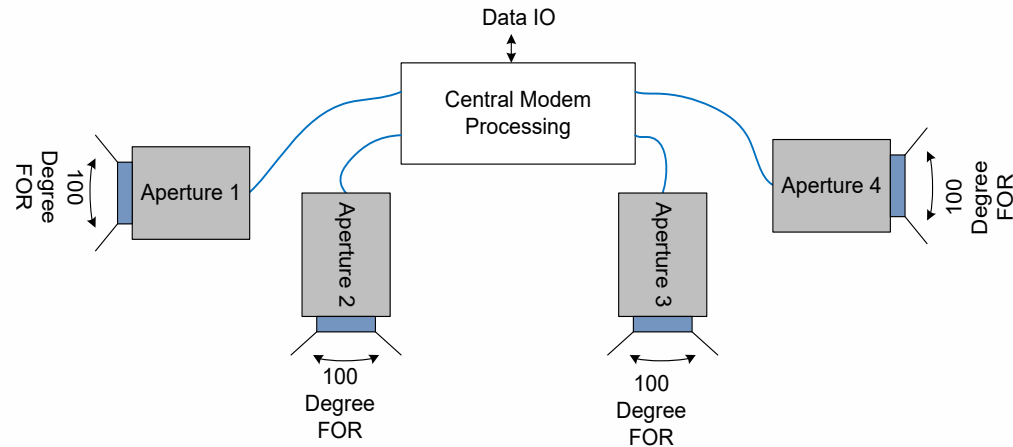 Data IO
Central Modem
Processing
Aperture 1
100
Degree
FOR
Aperture 2
100
Degree
FOR
Aperture 3
100
Degree
FOR
Aperture 4
100
Degree
FOR